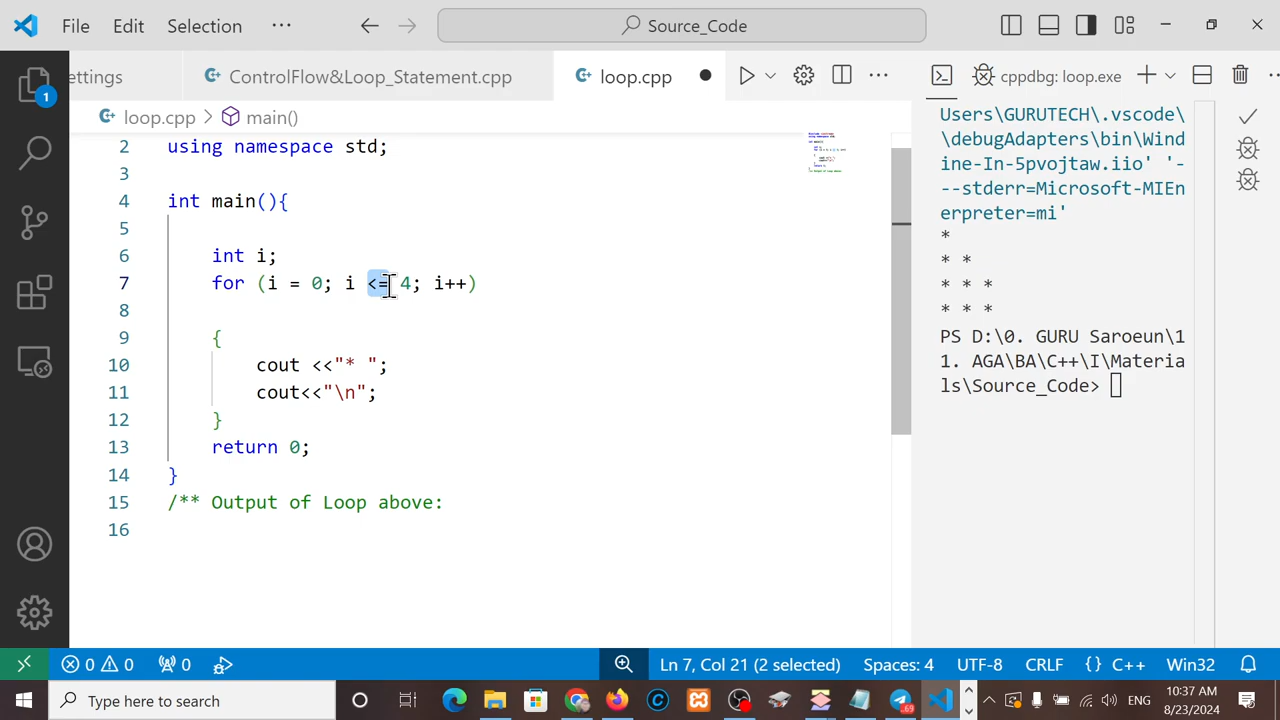 File Edit Selection ··· Source_Code
ettings ControlFlow&Loop_Statement.cpp loop.cpp cppdbg: loop.exe
1
loop.cpp > main()
2 using namespace std;
3
4 int main(){
5
6 int i;
7 for (i = 0; i <= 4; i++)
8
9 {
10 cout <<"* ";
11 cout<<"\n";
12 }
13 return 0;
14 }
15 /** Output of Loop above:
16
Users\GURUTECH\.vscode\
\debugAdapters\bin\Wind
ine-In-5pvojtaw.iio' '-
--stderr=Microsoft-MIEn
erpreter=mi'
*
* *
* * *
* * *
PS D:\0. GURU Saroeun\1
1. AGA\BA\C++\I\Materia
ls\Source_Code>
0 0 0 Ln 7, Col 21 (2 selected) Spaces: 4 UTF-8 CRLF {} C++ Win32
Type here to search .69 ENG 10:37 AM
8/23/2024